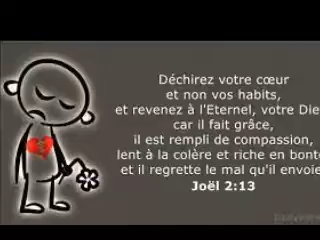 Déchirez votre cœur
et non vos habits,
et revenez à l'Eternel, votre Die
car il fait grâce,
il est rempli de compassion,
lent à la colère et riche en bonté
et il regrette le mal qu'il envoie
Joël 2:13